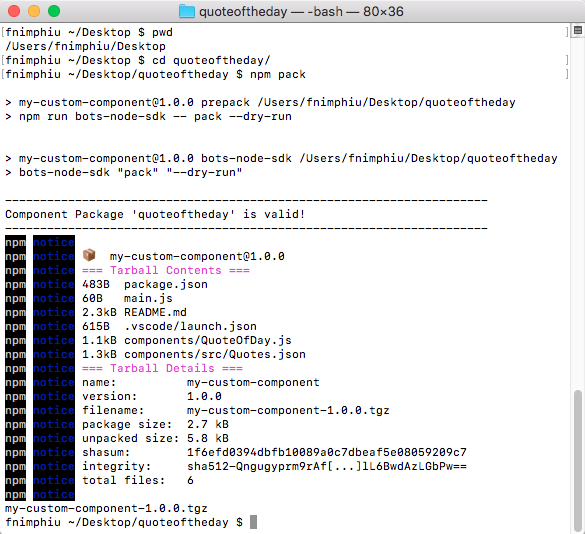 quoteoftheday — -bash — 80×36
[fnimphiu ~/Desktop $ pwd ]
/Users/fnimphiu/Desktop
[fnimphiu ~/Desktop $ cd quoteoftheday/ ]
[fnimphiu ~/Desktop/quoteoftheday $ npm pack ]
> my-custom-component@1.0.0 prepack /Users/fnimphiu/Desktop/quoteoftheday
> npm run bots-node-sdk -- pack --dry-run
> my-custom-component@1.0.0 bots-node-sdk /Users/fnimphiu/Desktop/quoteoftheday
> bots-node-sdk "pack" "--dry-run"
----------------------------------------------------------------------
Component Package 'quoteoftheday' is valid!
----------------------------------------------------------------------
npm notice
npm notice 📦 my-custom-component@1.0.0
npm notice === Tarball Contents ===
npm notice 483B package.json
npm notice 60B main.js
npm notice 2.3kB README.md
npm notice 615B .vscode/launch.json
npm notice 1.1kB components/QuoteOfDay.js
npm notice 1.3kB components/src/Quotes.json
npm notice === Tarball Details ===
npm notice name: my-custom-component
npm notice version: 1.0.0
npm notice filename: my-custom-component-1.0.0.tgz
npm notice package size: 2.7 kB
npm notice unpacked size: 5.8 kB
npm notice shasum: 1f6efd0394dbfb10089a0c7dbeaf5e08059209c7
npm notice integrity: sha512-Qngugyprm9rAf[...]lL6BwdAzLGbPw==
npm notice total files: 6
npm notice
my-custom-component-1.0.0.tgz
fnimphiu ~/Desktop/quoteoftheday $